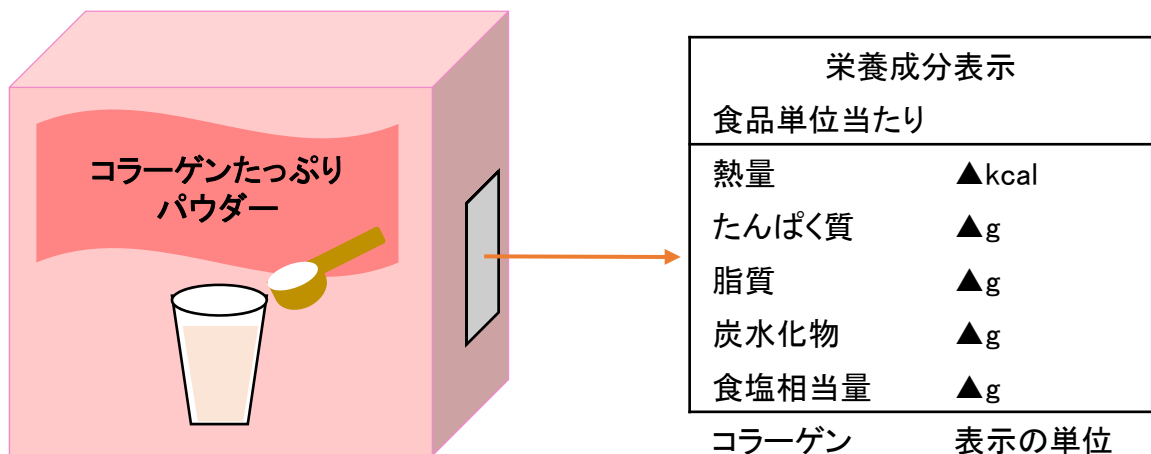 コラーゲンたっぷり
パウダー
栄養成分表示
食品単位当たり
熱量 ▲kcal
たんぱく質 ▲g
脂質 ▲g
炭水化物 ▲g
食塩相当量 ▲g
コラーゲン 表示の単位